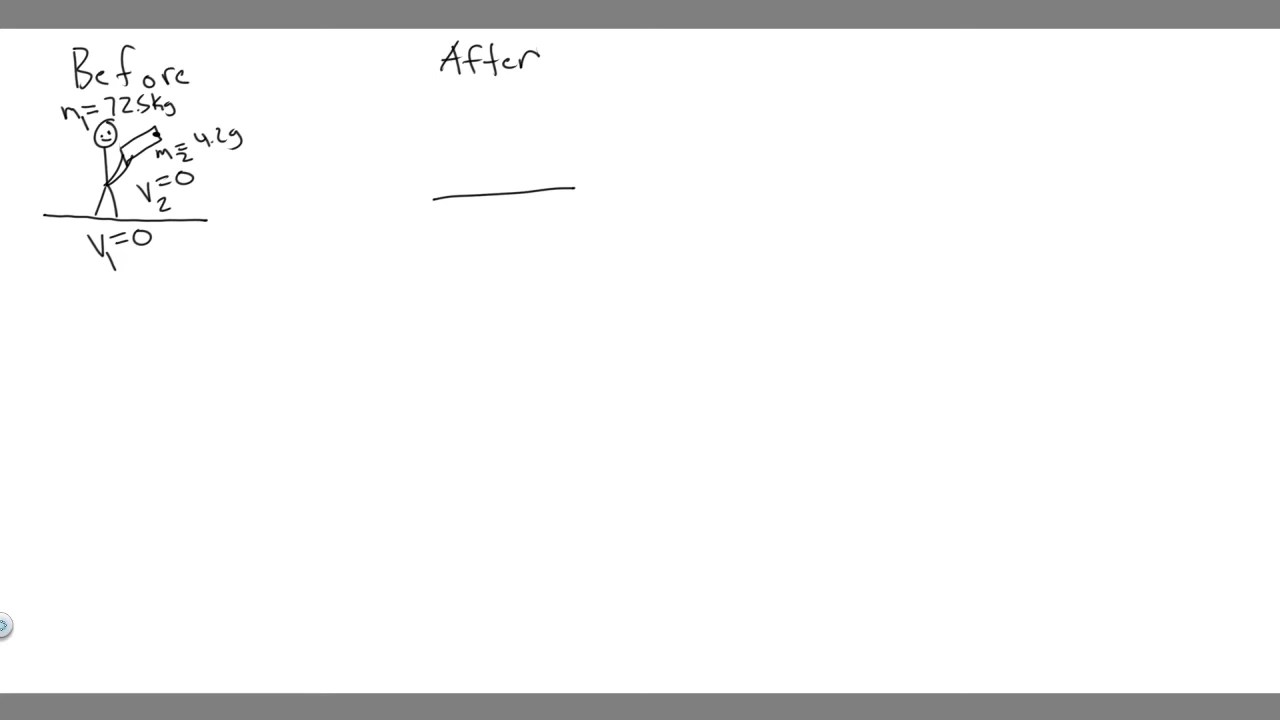 Before
After
m₁=72.5kg
m₂=4.2g
V₂=0
V₁=0